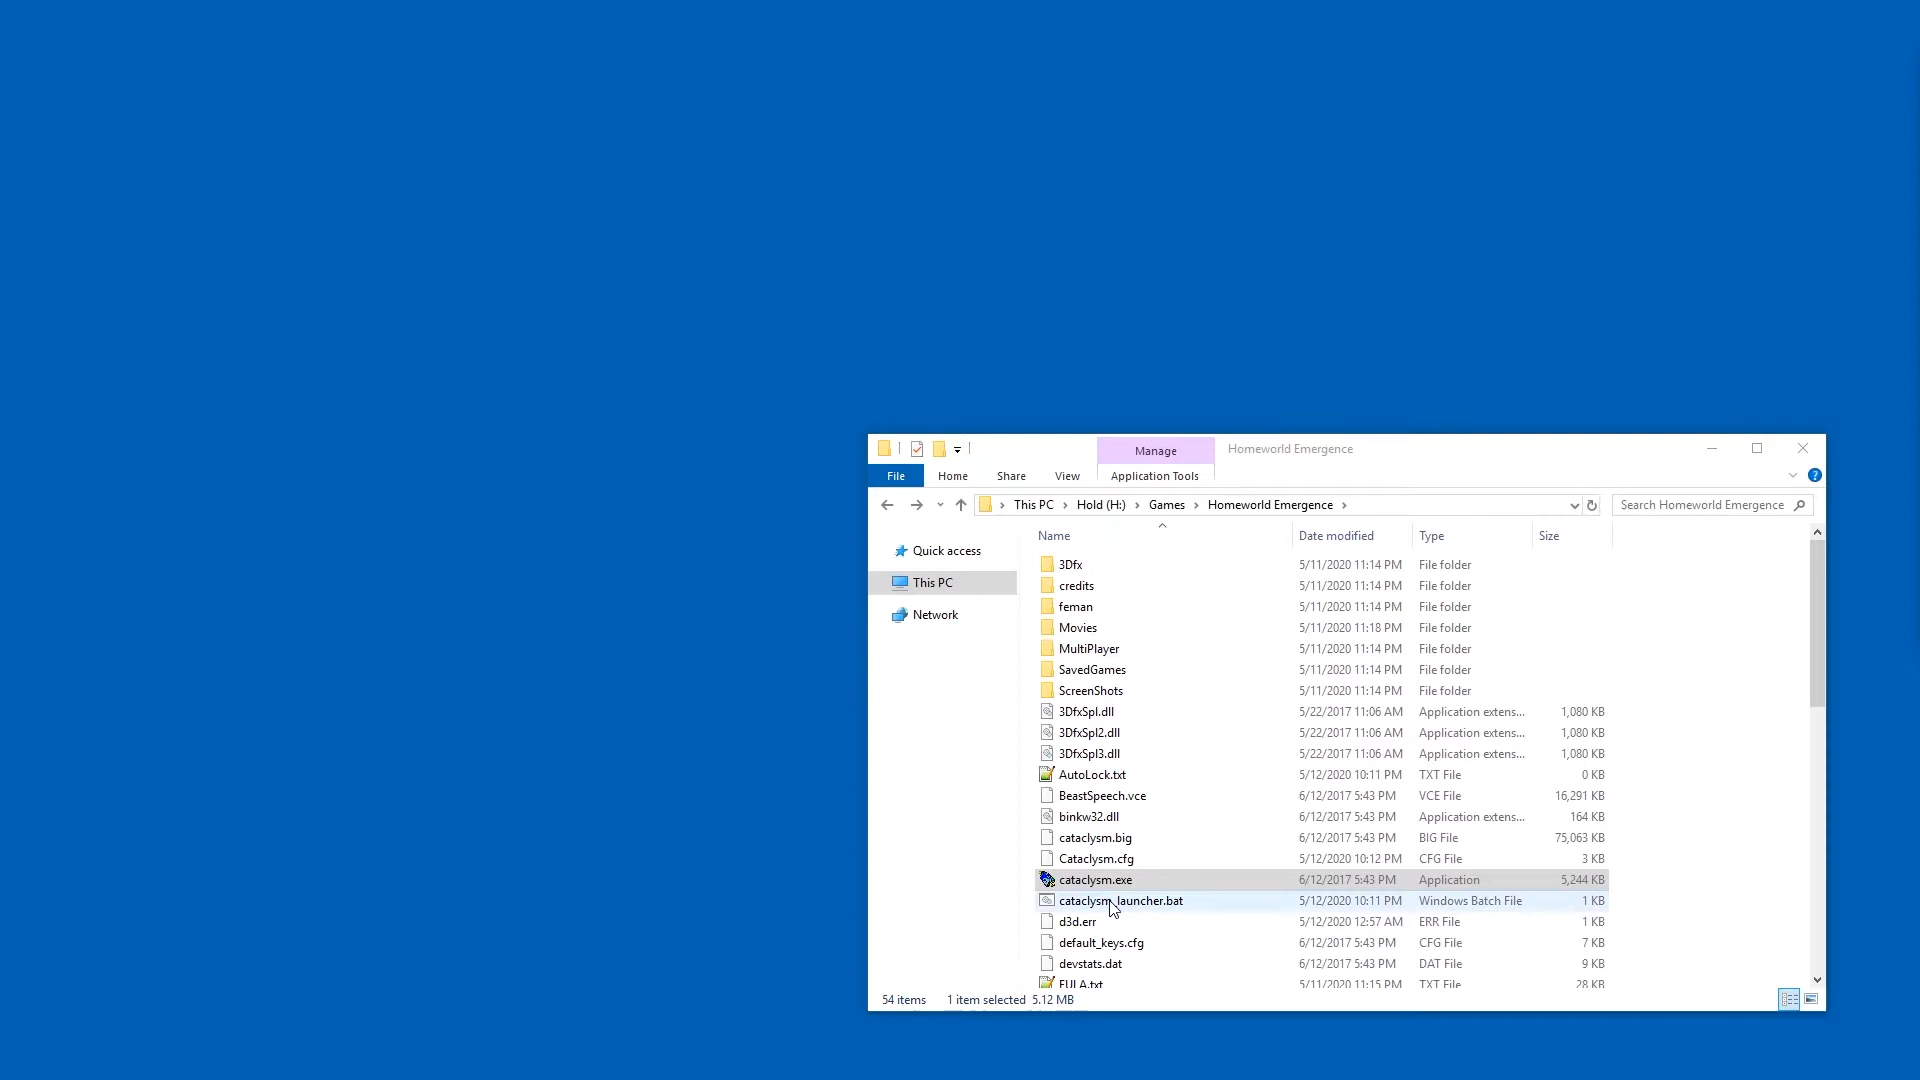 Manage Homeworld Emergence
File Home Share View Application Tools
This PC Hold (H:) Games Homeworld Emergence Search Homeworld Emergence
Name Date modified Type Size
Quick access
This PC
Network
3Dfx 5/11/2020 11:14 PM File folder
credits 5/11/2020 11:14 PM File folder
feman 5/11/2020 11:14 PM File folder
Movies 5/11/2020 11:18 PM File folder
MultiPlayer 5/11/2020 11:14 PM File folder
SavedGames 5/11/2020 11:14 PM File folder
ScreenShots 5/11/2020 11:14 PM File folder
3DfxSpl.dll 5/22/2017 11:06 AM Application extens... 1,080 KB
3DfxSpl2.dll 5/22/2017 11:06 AM Application extens... 1,080 KB
3DfxSpl3.dll 5/22/2017 11:06 AM Application extens... 1,080 KB
AutoLock.txt 5/12/2020 10:11 PM TXT File 0 KB
BeastSpeech.vce 6/12/2017 5:43 PM VCE File 16,291 KB
binkw32.dll 6/12/2017 5:43 PM Application extens... 164 KB
cataclysm.big 6/12/2017 5:43 PM BIG File 75,063 KB
Cataclysm.cfg 5/12/2020 10:12 PM CFG File 3 KB
cataclysm.exe 6/12/2017 5:43 PM Application 5,244 KB
cataclysm_launcher.bat 5/12/2020 10:11 PM Windows Batch File 1 KB
d3d.err 5/12/2020 12:57 AM ERR File 1 KB
default_keys.cfg 6/12/2017 5:43 PM CFG File 7 KB
devstats.dat 6/12/2017 5:43 PM DAT File 9 KB
EULA.txt 5/11/2020 11:15 PM TXT File 28 KB
54 items 1 item selected 5.12 MB